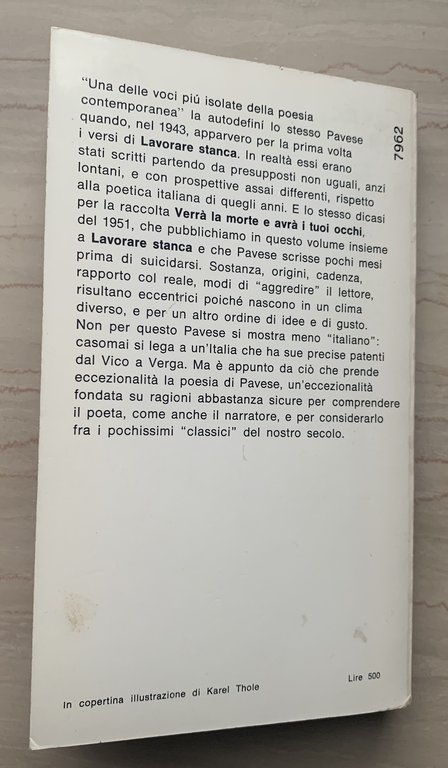 "Una delle voci piú isolate della poesia
contemporanea" la autodefiní lo stesso Pavese
quando, nel 1943, apparvero per la prima volta
i versi di Lavorare stanca. In realtà essi erano
stati scritti partendo da presupposti non uguali, anzi
lontani, e con prospettive assai differenti, rispetto
alla poetica italiana di quegli anni. E lo stesso dicasi
per la raccolta Verrà la morte e avrà i tuoi occhi,
del 1951, che pubblichiamo in questo volume insieme
a Lavorare stanca e che Pavese scrisse pochi mesi
prima di suicidarsi. Sostanza, origini, cadenza,
rapporto col reale, modi di "aggredire" il lettore,
risultano eccentrici poiché nascono in un clima
diverso, e per un altro ordine di idee e di gusto.
Non per questo Pavese si mostra meno "italiano":
casomai si lega a un'Italia che ha sue precise patenti
dal Vico a Verga. Ma è appunto da ciò che prende
eccezionalità la poesia di Pavese, un'eccezionalità
fondata su ragioni abbastanza sicure per comprendere
il poeta, come anche il narratore, e per considerarlo
fra i pochissimi "classici" del nostro secolo.
7962
In copertina illustrazione di Karel Thole
Lire 500